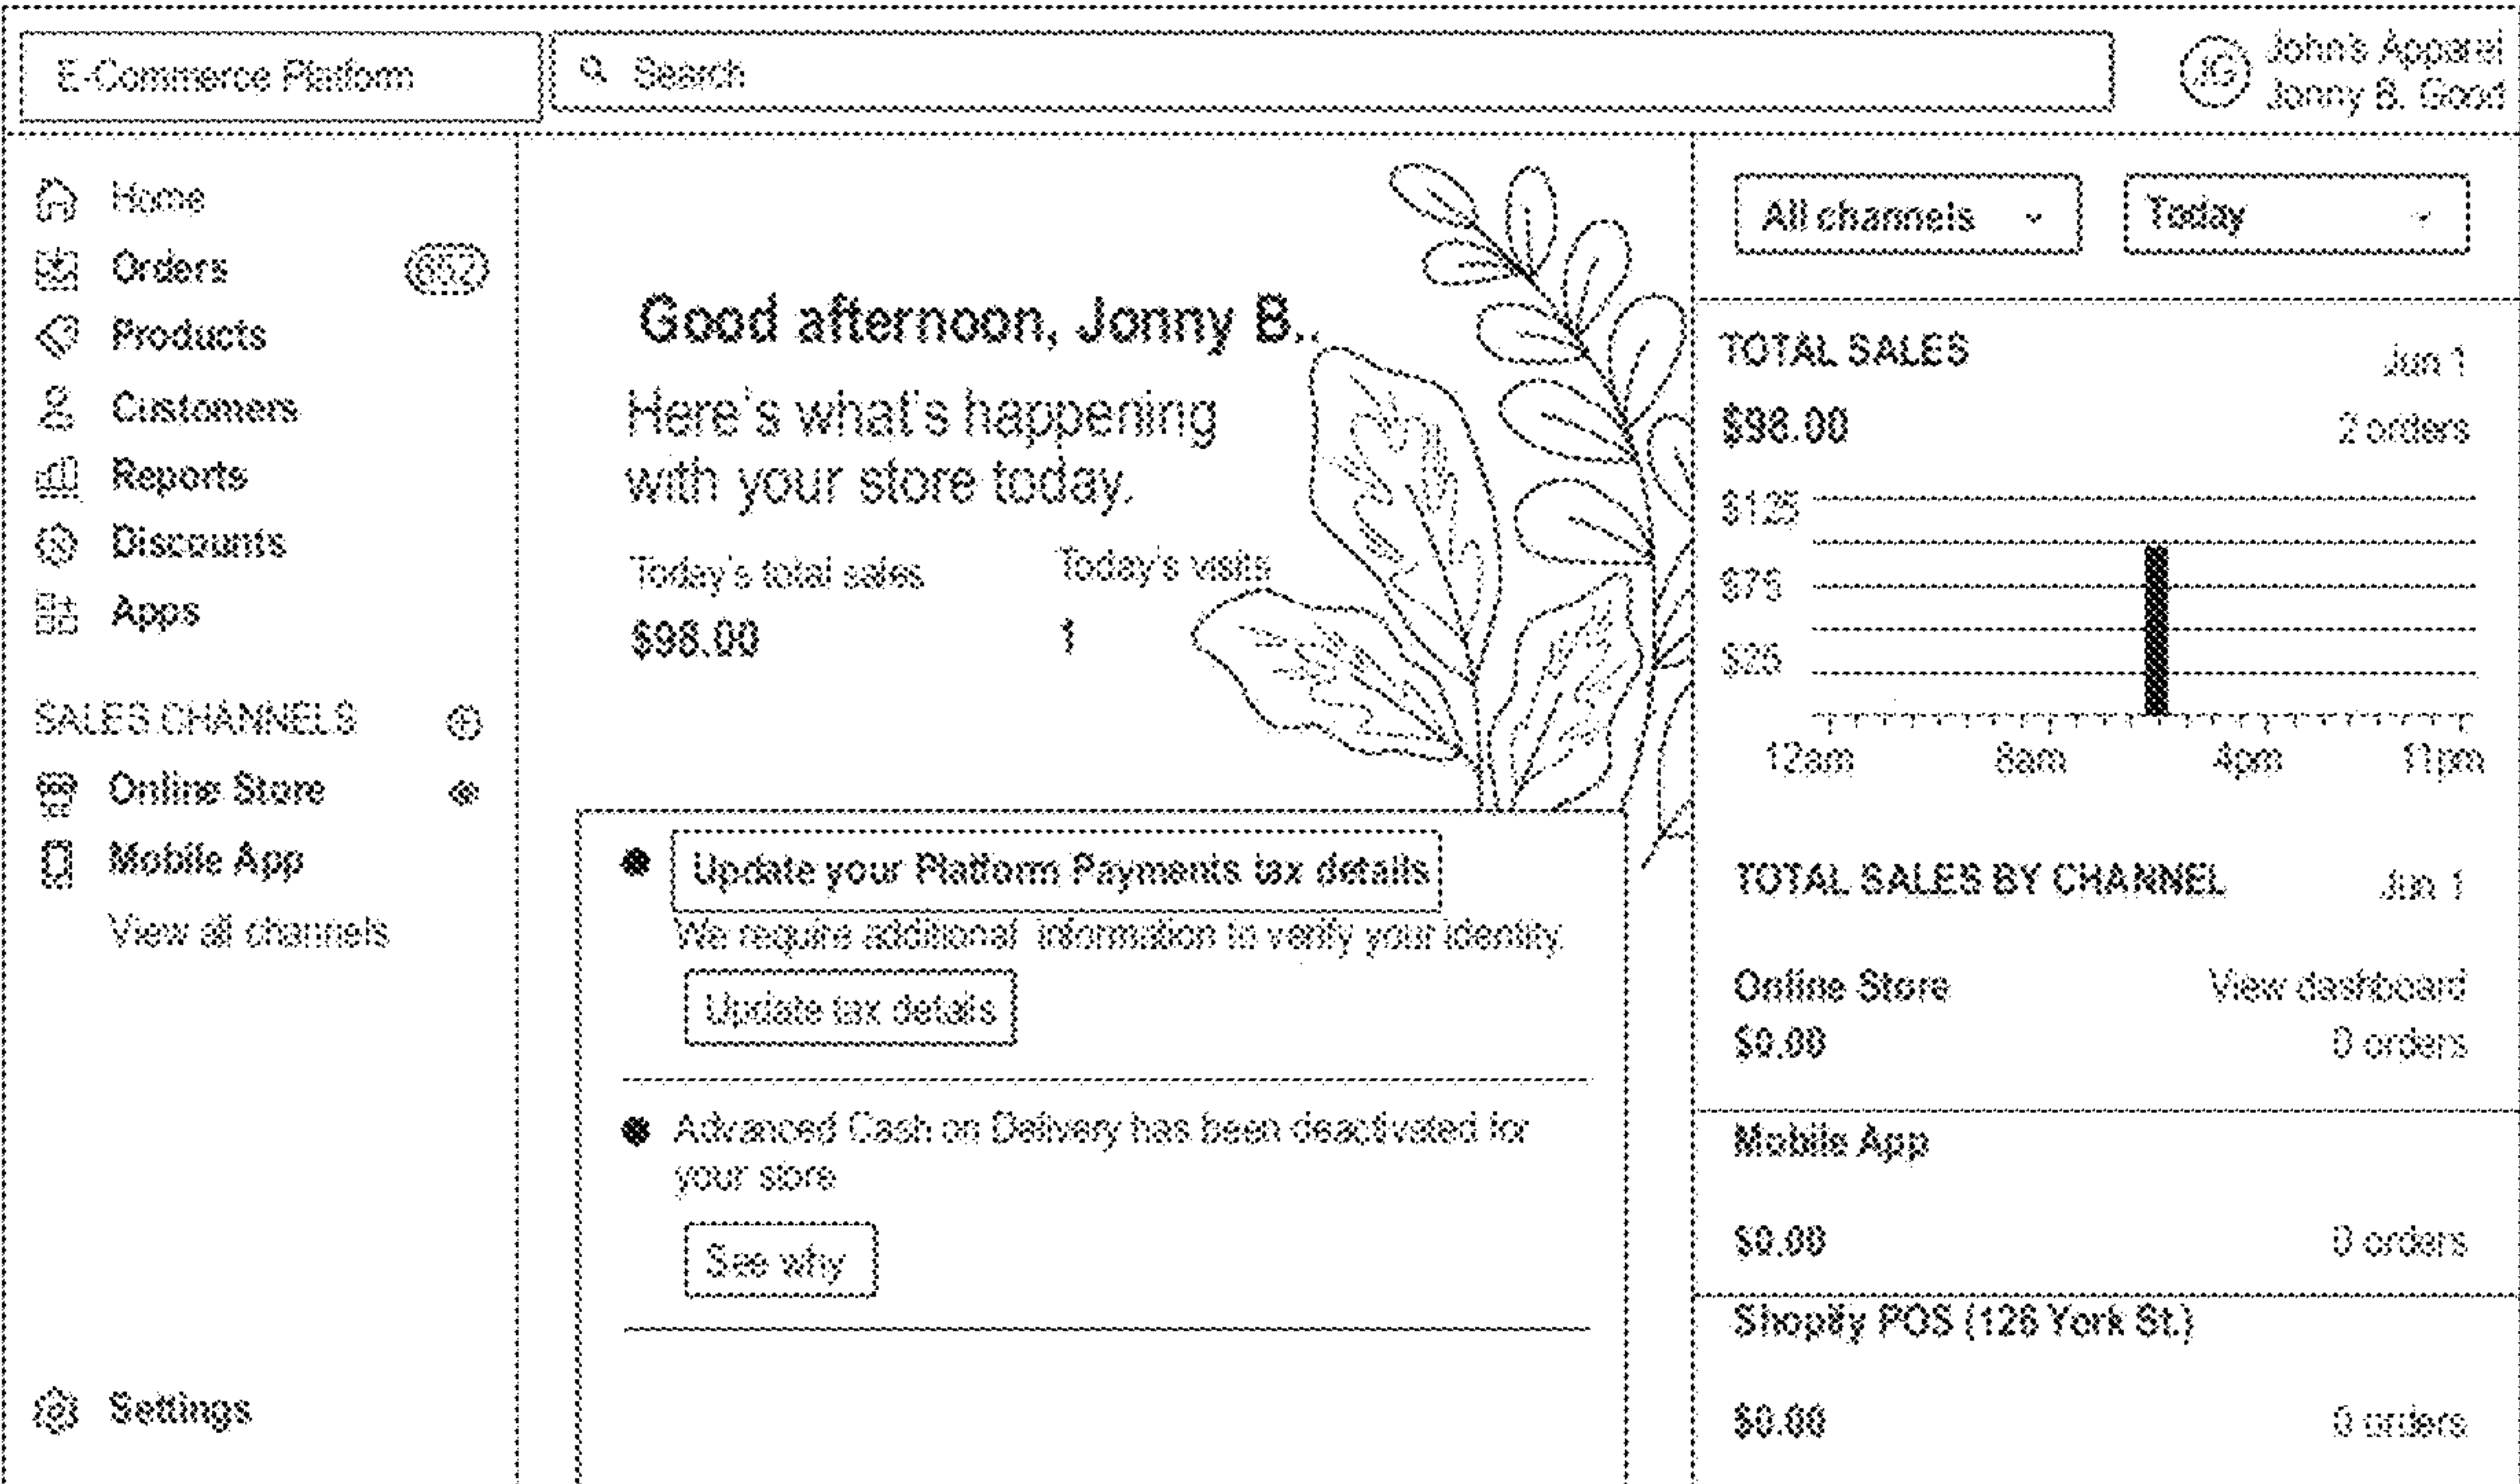 E-Commerce Platform
Search
JG
John's Apparel
Jonny B. Good
Home
Orders
652
Products
Customers
Reports
Discounts
Apps
SALES CHANNELS
Online Store
Mobile App
View all channels
Settings
Good afternoon, Jonny B..
Here's what's happening
with your store today.
Today's total sales
Today's visits
$98.00
1
Update your Platform Payments tax details
We require additional information to verify your identity.
Update tax details
Advanced Cash on Delivery has been deactivated for
your store
See why
All channels
Today
TOTAL SALES
Jun 1
$98.00
2 orders
$125
$75
$25
12am
8am
4pm
11pm
TOTAL SALES BY CHANNEL
Jun 1
Online Store
View dashboard
$0.00
0 orders
Mobile App
$0.00
0 orders
Shopify POS (126 York St.)
$0.00
0 orders